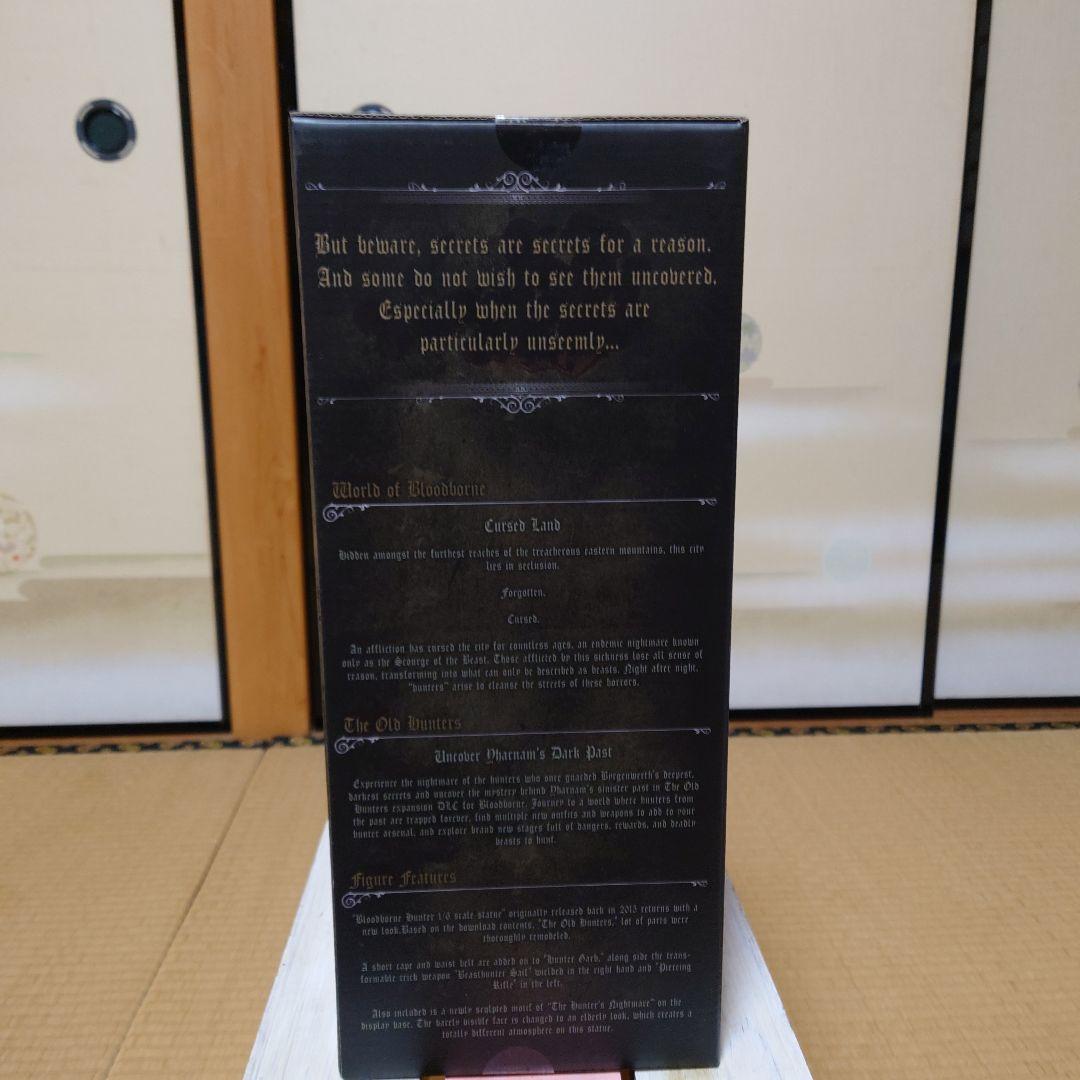 But beware, secrets are secrets for a reason.
And some do not wish to see them uncovered.
Especially when the secrets are
particularly unseemly...
World of Bloodborne
Cursed Land
Hidden amongst the furthest reaches of the treacherous eastern mountains, this city
lies in seclusion.
Forgotten.
Cursed.
An affliction has cursed the city for countless ages, an endemic nightmare known
only as the Scourge of the Beast. Those afflicted by this sickness lose all sense of
reason, transforming into what can only be described as beasts. Night after night,
"hunters" arise to cleanse the streets of these horrors.
The Old Hunters
Uncover Yharnam's Dark Past
Experience the nightmare of the hunters who once guarded Byrgenwerth's deepest,
darkest secrets and uncover the mystery behind Yharnam's sinister past in The Old
Hunters expansion DLC for Bloodborne. Journey to a world where hunters from
the past are trapped forever, find multiple new outfits and weapons to add to your
hunter arsenal, and explore brand new stages full of dangers, rewards, and deadly
beasts to hunt.
Figure Features
"Bloodborne Hunter 1/6 scale statue" originally released back in 2015 returns with a
new look.Based on the download contents, "The Old Hunters," lot of parts were
thoroughly remodeled.
A short cape and waist belt are added on to "Hunter Garb," along side the trans-
formable trick weapon "Beasthunter Saif" wielded in the right hand and "Piercing
Rifle" in the left.
Also included is a newly sculpted motif of "The Hunter's Nightmare" on the
display base. The barely visible face is changed to an elderly look, which creates a
totally different atmosphere on this statue.